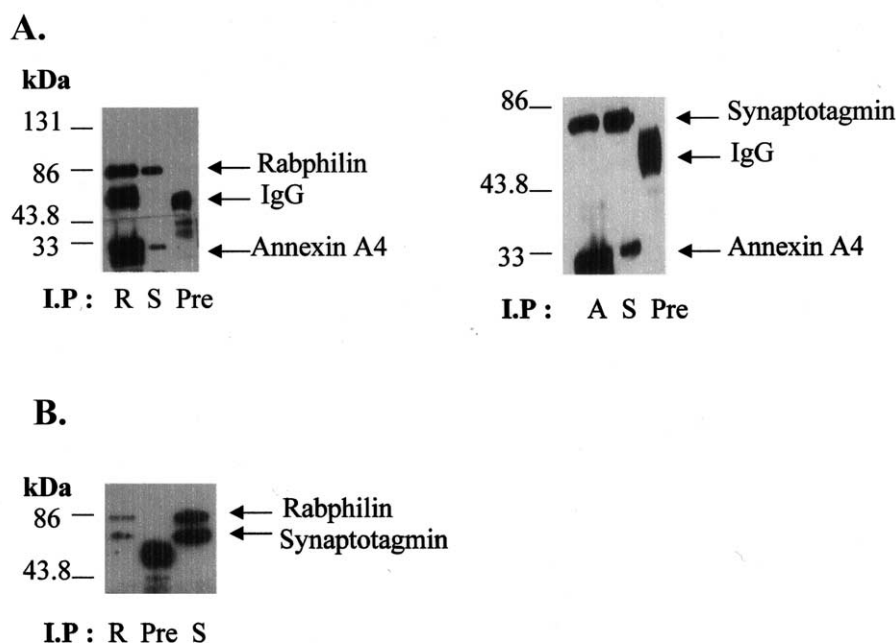 A.
kDa
131
86
43.8
33
Rabphilin
IgG
Annexin A4
I.P : R S Pre
86
43.8
33
Synaptotagmin
IgG
Annexin A4
I.P : A S Pre
B.
kDa
86
43.8
Rabphilin
Synaptotagmin
I.P : R Pre S